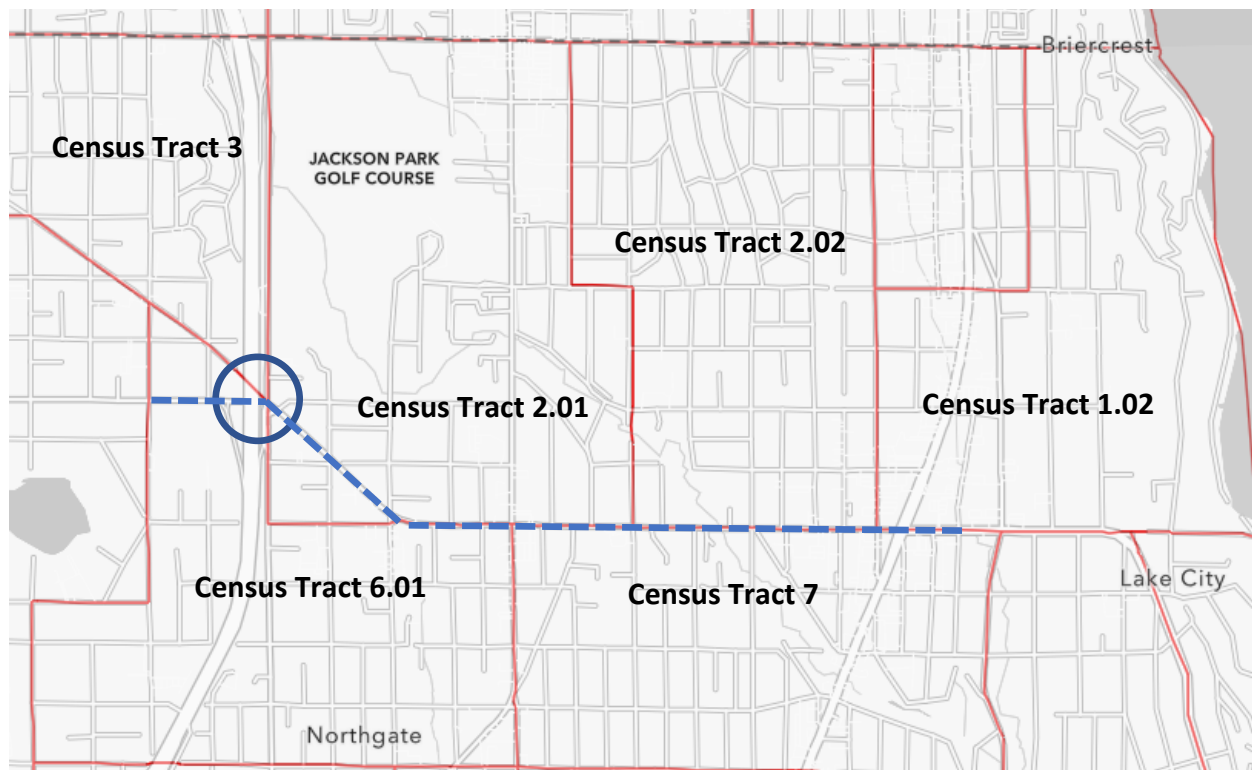 Briercrest
Census Tract 3
JACKSON PARK
GOLF COURSE
Census Tract 2.02
Census Tract 2.01
Census Tract 1.02
Census Tract 6.01
Census Tract 7
Lake City
Northgate